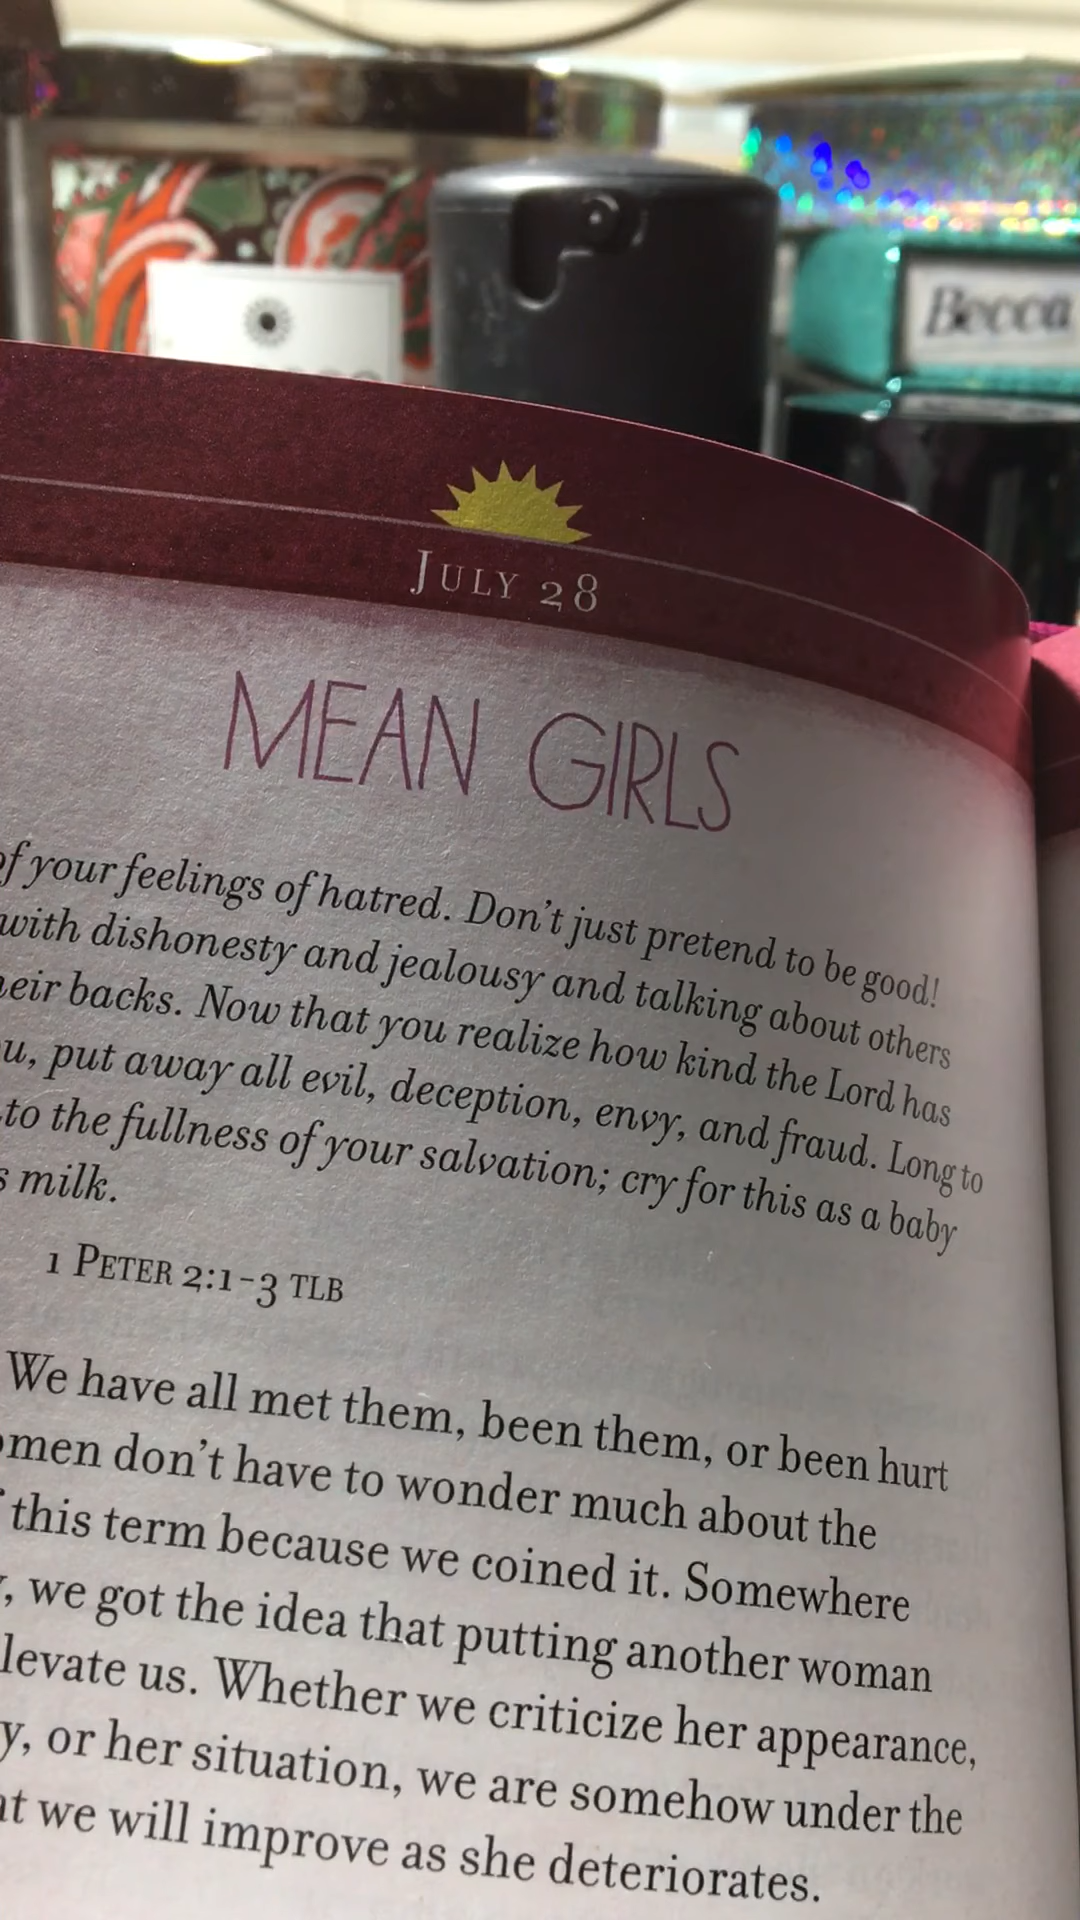 Becca
JULY 28
MEAN GIRLS
of your feelings of hatred. Don't just pretend to be good!
with dishonesty and jealousy and talking about others
heir backs. Now that you realize how kind the Lord has
u, put away all evil, deception, envy, and fraud. Long to
to the fullness of your salvation; cry for this as a baby
s milk.
1 PETER 2:1-3 TLB
We have all met them, been them, or been hurt
omen don't have to wonder much about the
this term because we coined it. Somewhere
y, we got the idea that putting another woman
levate us. Whether we criticize her appearance,
y, or her situation, we are somehow under the
at we will improve as she deteriorates.